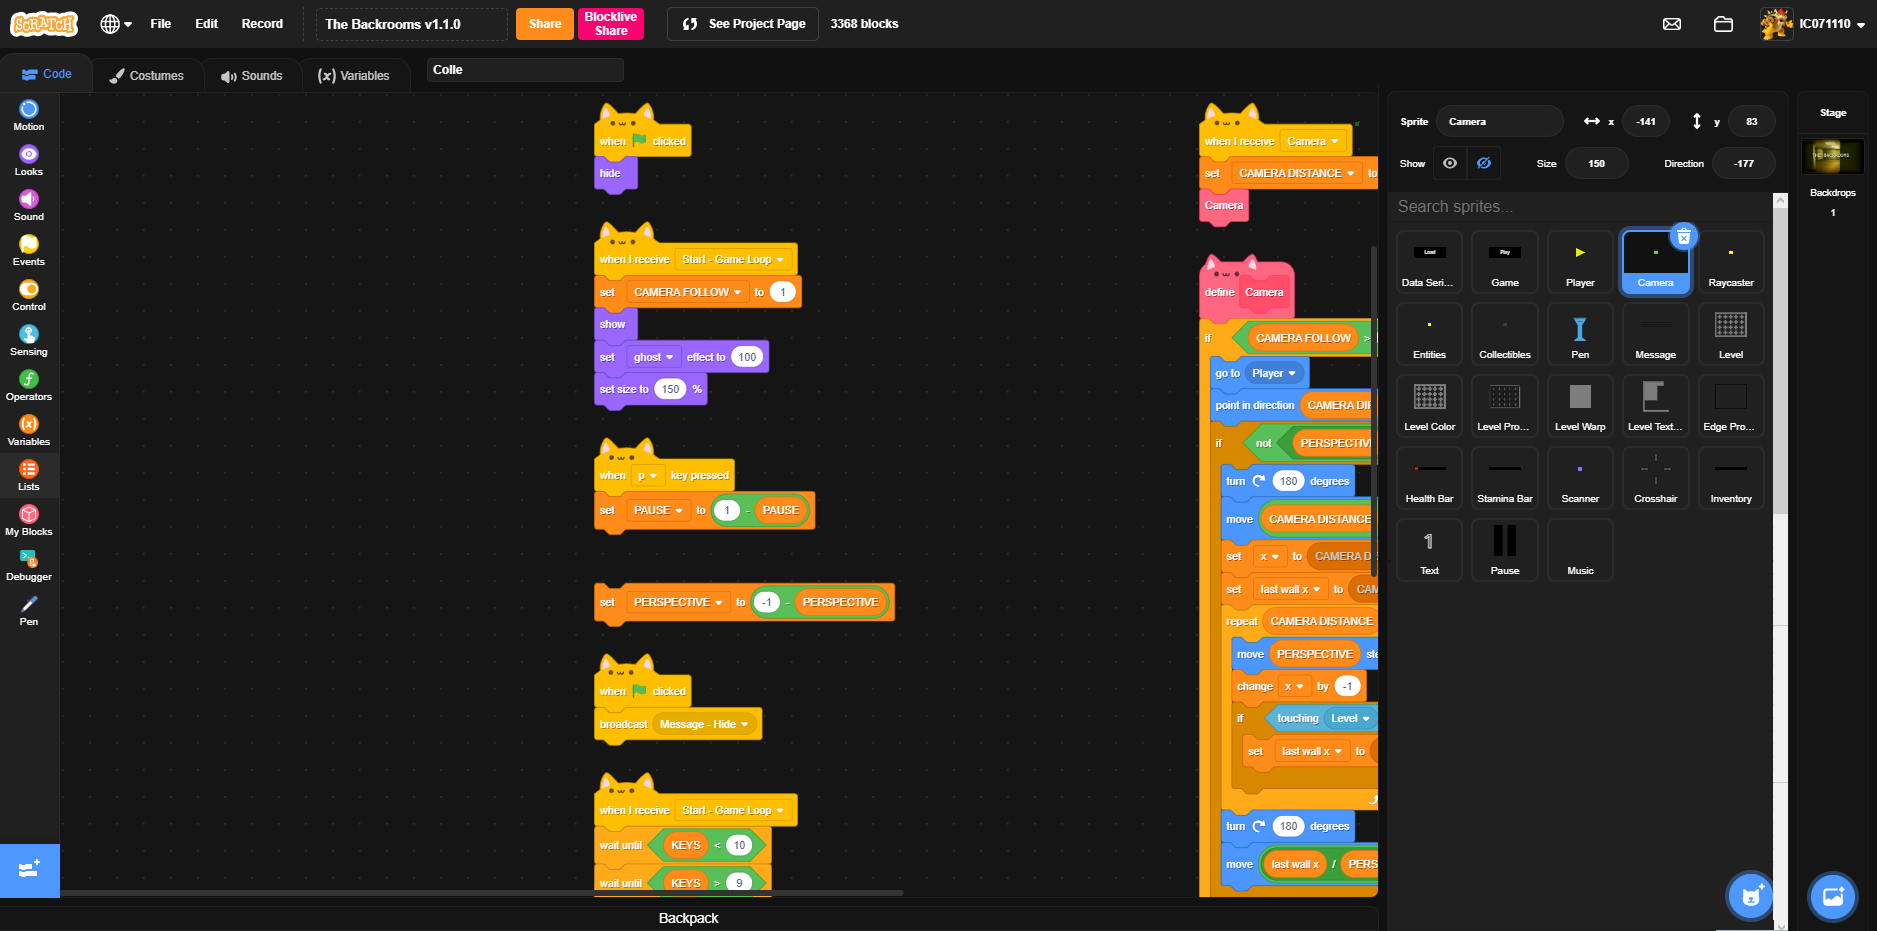 SCRATCH
File
Edit
Record
The Backrooms v1.1.0
Share
Blocklive
Share
See Project Page
3368 blocks
IC071110
Code
Costumes
Sounds
(x) Variables
Colle
Motion
Looks
Sound
Events
Control
Sensing
Operators
Variables
Lists
My Blocks
Debugger
Pen
when clicked
hide
when I receive Start - Game Loop
set CAMERA FOLLOW to 1
show
set ghost effect to 100
set size to 150 %
when p key pressed
set PAUSE to 1 - PAUSE
set PERSPECTIVE to -1 - PERSPECTIVE
when clicked
broadcast Message - Hide
when I receive Start - Game Loop
wait until KEYS < 10
wait until KEYS > 9
when I receive Camera
set CAMERA DISTANCE to
Camera
define Camera
if CAMERA FOLLOW >
go to Player
point in direction CAMERA DI
if not PERSPECTIV
turn 180 degrees
move CAMERA DISTANCE
set x to CAMERA D
set last wall x to CAM
repeat CAMERA DISTANCE
move PERSPECTIVE ste
change x by -1
if touching Level
set last wall x to
turn 180 degrees
move last wall x / PERS
Backpack
Sprite Camera x -141 y 83
Show Size 150 Direction -177
Search sprites...
Load
Play
Data Seri...
Game
Player
Camera
Raycaster
Entities
Collectibles
Pen
Message
Level
Level Color
Level Pro...
Level Warp
Level Text...
Edge Pro...
Health Bar
Stamina Bar
Scanner
Crosshair
Inventory
1
Text
Pause
Music
Stage
THE BACKROOMS
Backdrops
1